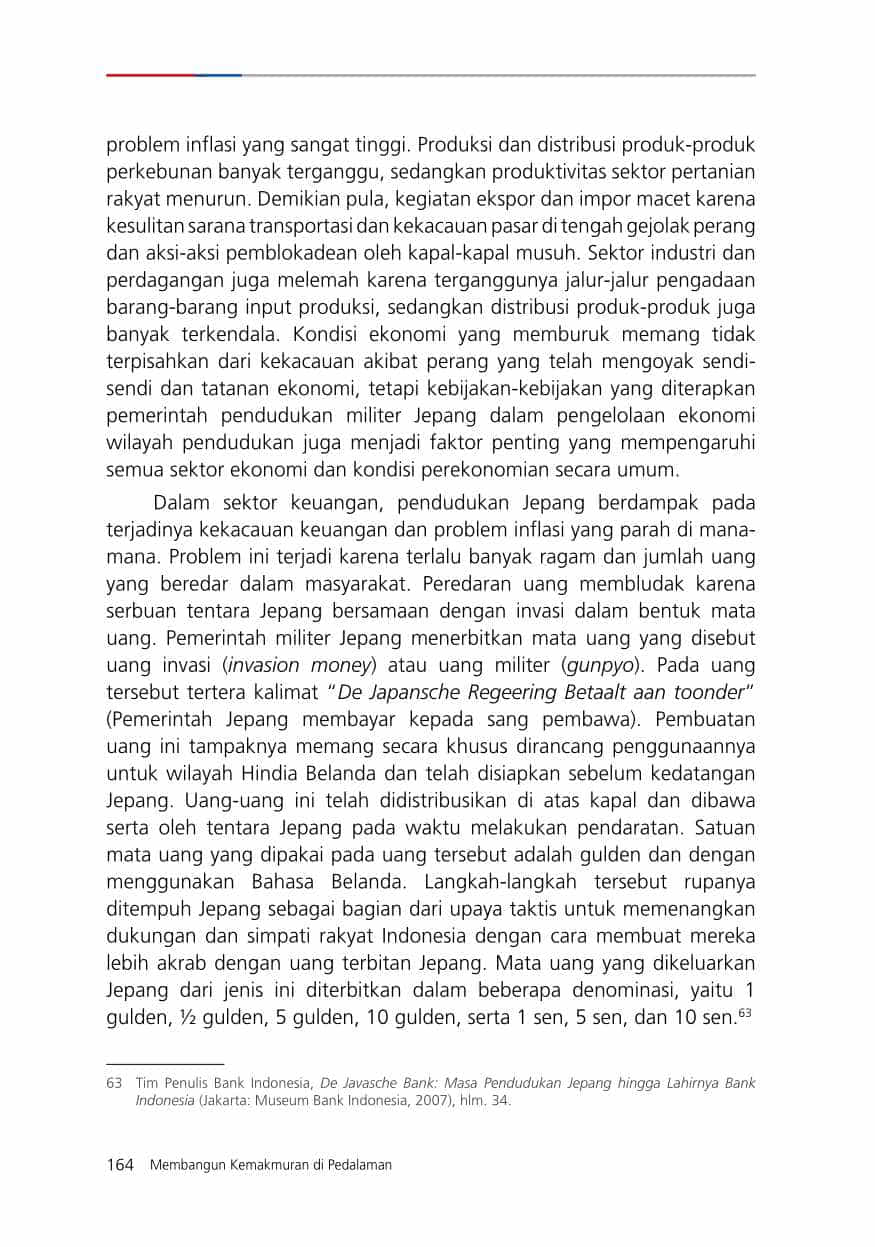 problem inflasi yang sangat tinggi. Produksi dan distribusi produk-produk
perkebunan banyak terganggu, sedangkan produktivitas sektor pertanian
rakyat menurun. Demikian pula, kegiatan ekspor dan impor macet karena
kesulitan sarana transportasi dan kekacauan pasar di tengah gejolak perang
dan aksi-aksi pemblokadean oleh kapal-kapal musuh. Sektor industri dan
perdagangan juga melemah karena terganggunya jalur-jalur pengadaan
barang-barang input produksi, sedangkan distribusi produk-produk juga
banyak terkendala. Kondisi ekonomi yang memburuk memang tidak
terpisahkan dari kekacauan akibat perang yang telah mengoyak sendi-
sendi dan tatanan ekonomi, tetapi kebijakan-kebijakan yang diterapkan
pemerintah pendudukan militer Jepang dalam pengelolaan ekonomi
wilayah pendudukan juga menjadi faktor penting yang mempengaruhi
semua sektor ekonomi dan kondisi perekonomian secara umum.
Dalam sektor keuangan, pendudukan Jepang berdampak pada
terjadinya kekacauan keuangan dan problem inflasi yang parah di mana-
mana. Problem ini terjadi karena terlalu banyak ragam dan jumlah uang
yang beredar dalam masyarakat. Peredaran uang membludak karena
serbuan tentara Jepang bersamaan dengan invasi dalam bentuk mata
uang. Pemerintah militer Jepang menerbitkan mata uang yang disebut
uang invasi (invasion money) atau uang militer (gunpyo). Pada uang
tersebut tertera kalimat “De Japansche Regeering Betaalt aan toonder”
(Pemerintah Jepang membayar kepada sang pembawa). Pembuatan
uang ini tampaknya memang secara khusus dirancang penggunaannya
untuk wilayah Hindia Belanda dan telah disiapkan sebelum kedatangan
Jepang. Uang-uang ini telah didistribusikan di atas kapal dan dibawa
serta oleh tentara Jepang pada waktu melakukan pendaratan. Satuan
mata uang yang dipakai pada uang tersebut adalah gulden dan dengan
menggunakan Bahasa Belanda. Langkah-langkah tersebut rupanya
ditempuh Jepang sebagai bagian dari upaya taktis untuk memenangkan
dukungan dan simpati rakyat Indonesia dengan cara membuat mereka
lebih akrab dengan uang terbitan Jepang. Mata uang yang dikeluarkan
Jepang dari jenis ini diterbitkan dalam beberapa denominasi, yaitu 1
gulden, ½ gulden, 5 gulden, 10 gulden, serta 1 sen, 5 sen, dan 10 sen.63
63 Tim Penulis Bank Indonesia, De Javasche Bank: Masa Pendudukan Jepang hingga Lahirnya Bank
Indonesia (Jakarta: Museum Bank Indonesia, 2007), hlm. 34.
164 Membangun Kemakmuran di Pedalaman